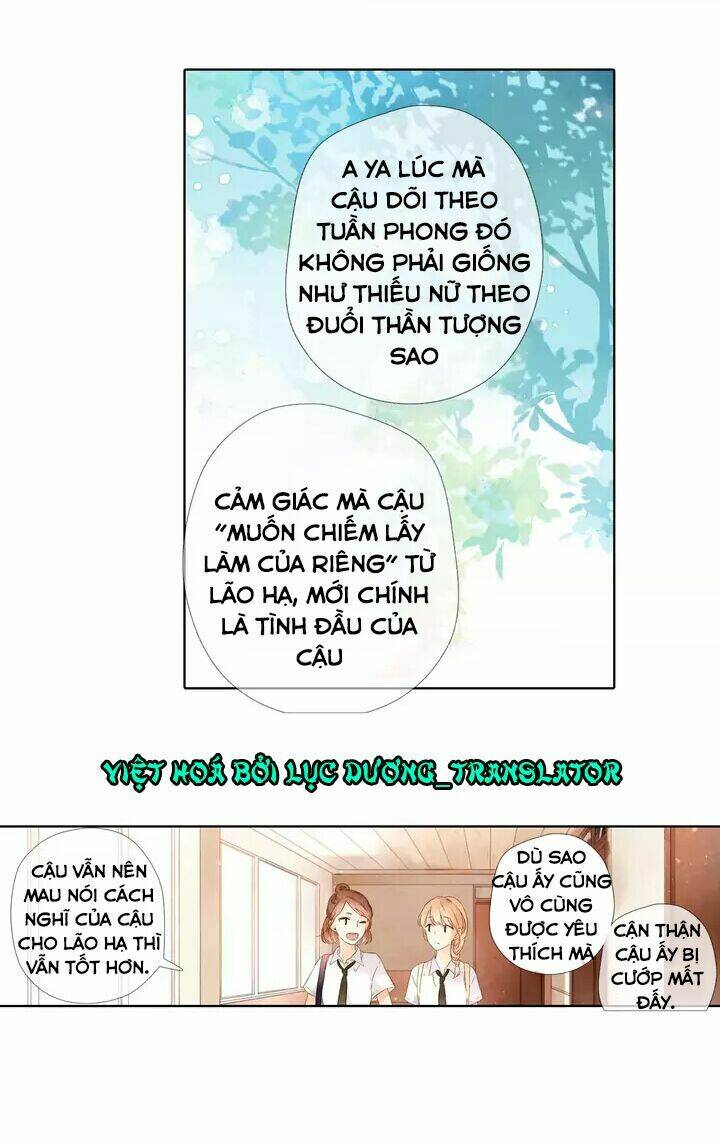 A YA LÚC MÀ
CẬU DÕI THEO
TUẦN PHONG ĐÓ
KHÔNG PHẢI GIỐNG
NHƯ THIẾU NỮ THEO
ĐUỔI THẦN TƯỢNG
SAO
CẢM GIÁC MÀ CẬU
"MUỐN CHIẾM LẤY
LÀM CỦA RIÊNG" TỪ
LÃO HẠ, MỚI CHÍNH
LÀ TÌNH ĐẦU CỦA
CẬU
VIỆT HOÁ BỞI LỤC DƯƠNG_TRANSLATOR
CẬU VẪN NÊN
MAU NÓI CÁCH
NGHĨ CỦA CẬU
CHO LÃO HẠ THÌ
VẪN TỐT HƠN.
DÙ SAO
CẬU ẤY CŨNG
VÔ CÙNG
ĐƯỢC YÊU
THÍCH MÀ
CẬN THẬN
CẬU ẤY BỊ
CƯỚP MẤT
ĐẤY.